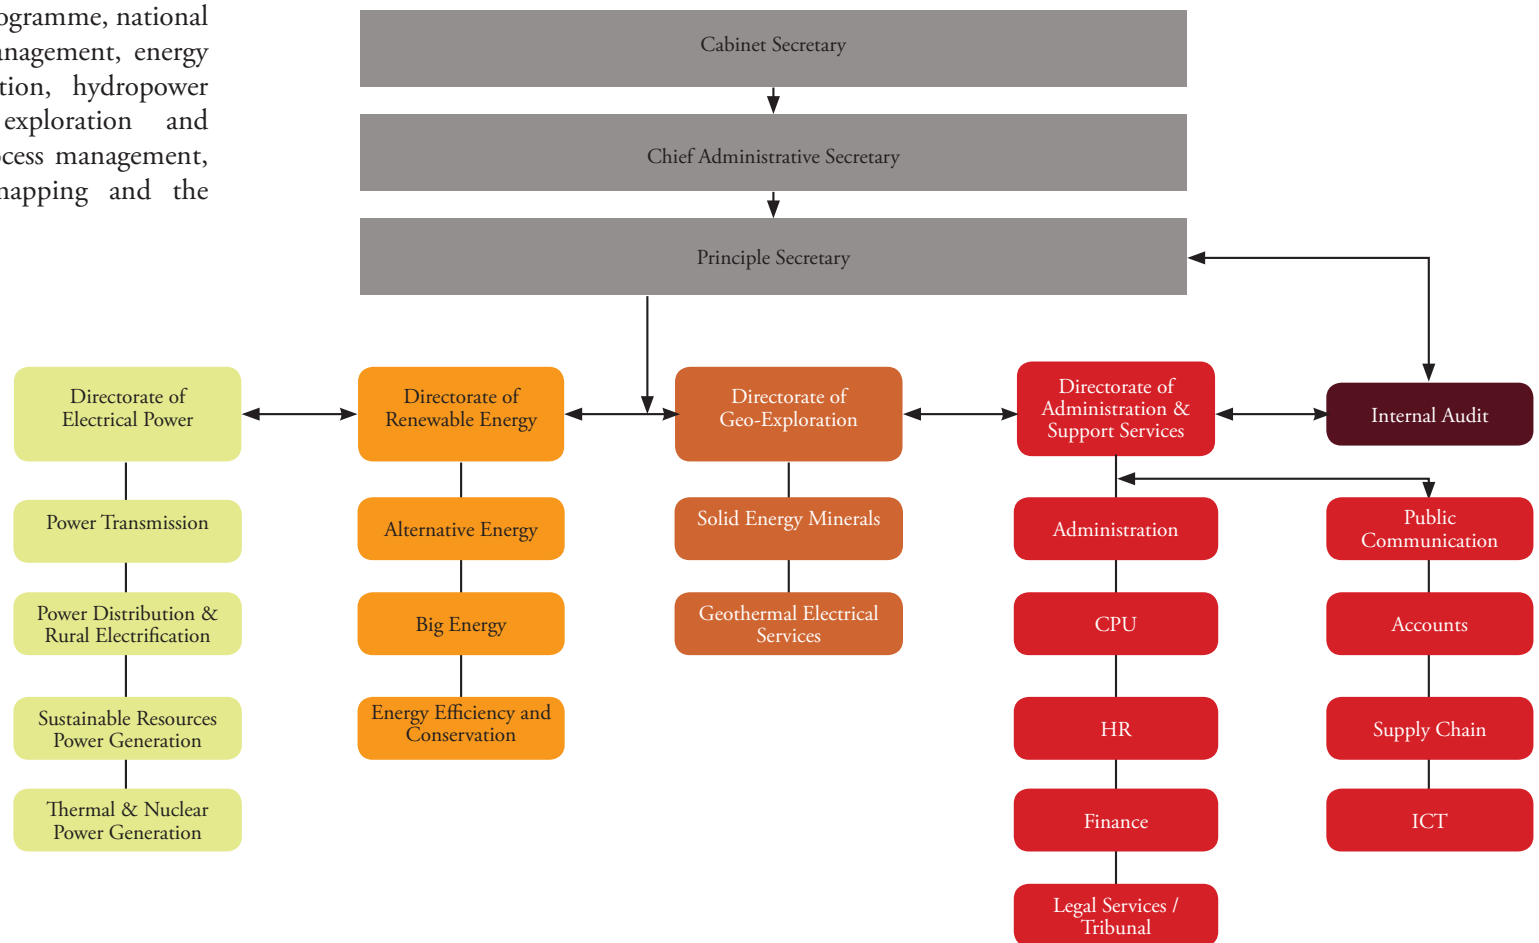 ogramme, national
anagement, energy
tion, hydropower
exploration and
ocess management,
mapping and the
Cabinet Secretary
Chief Administrative Secretary
Principle Secretary
Directorate of
Electrical Power
Directorate of
Renewable Energy
Directorate of
Geo-Exploration
Directorate of
Administration &
Support Services
Internal Audit
Power Transmission
Alternative Energy
Solid Energy Minerals
Administration
Public
Communication
Power Distribution &
Rural Electrification
Big Energy
Geothermal Electrical
Services
CPU
Accounts
Sustainable Resources
Power Generation
Energy Efficiency and
Conservation
HR
Supply Chain
Thermal & Nuclear
Power Generation
Finance
ICT
Legal Services /
Tribunal